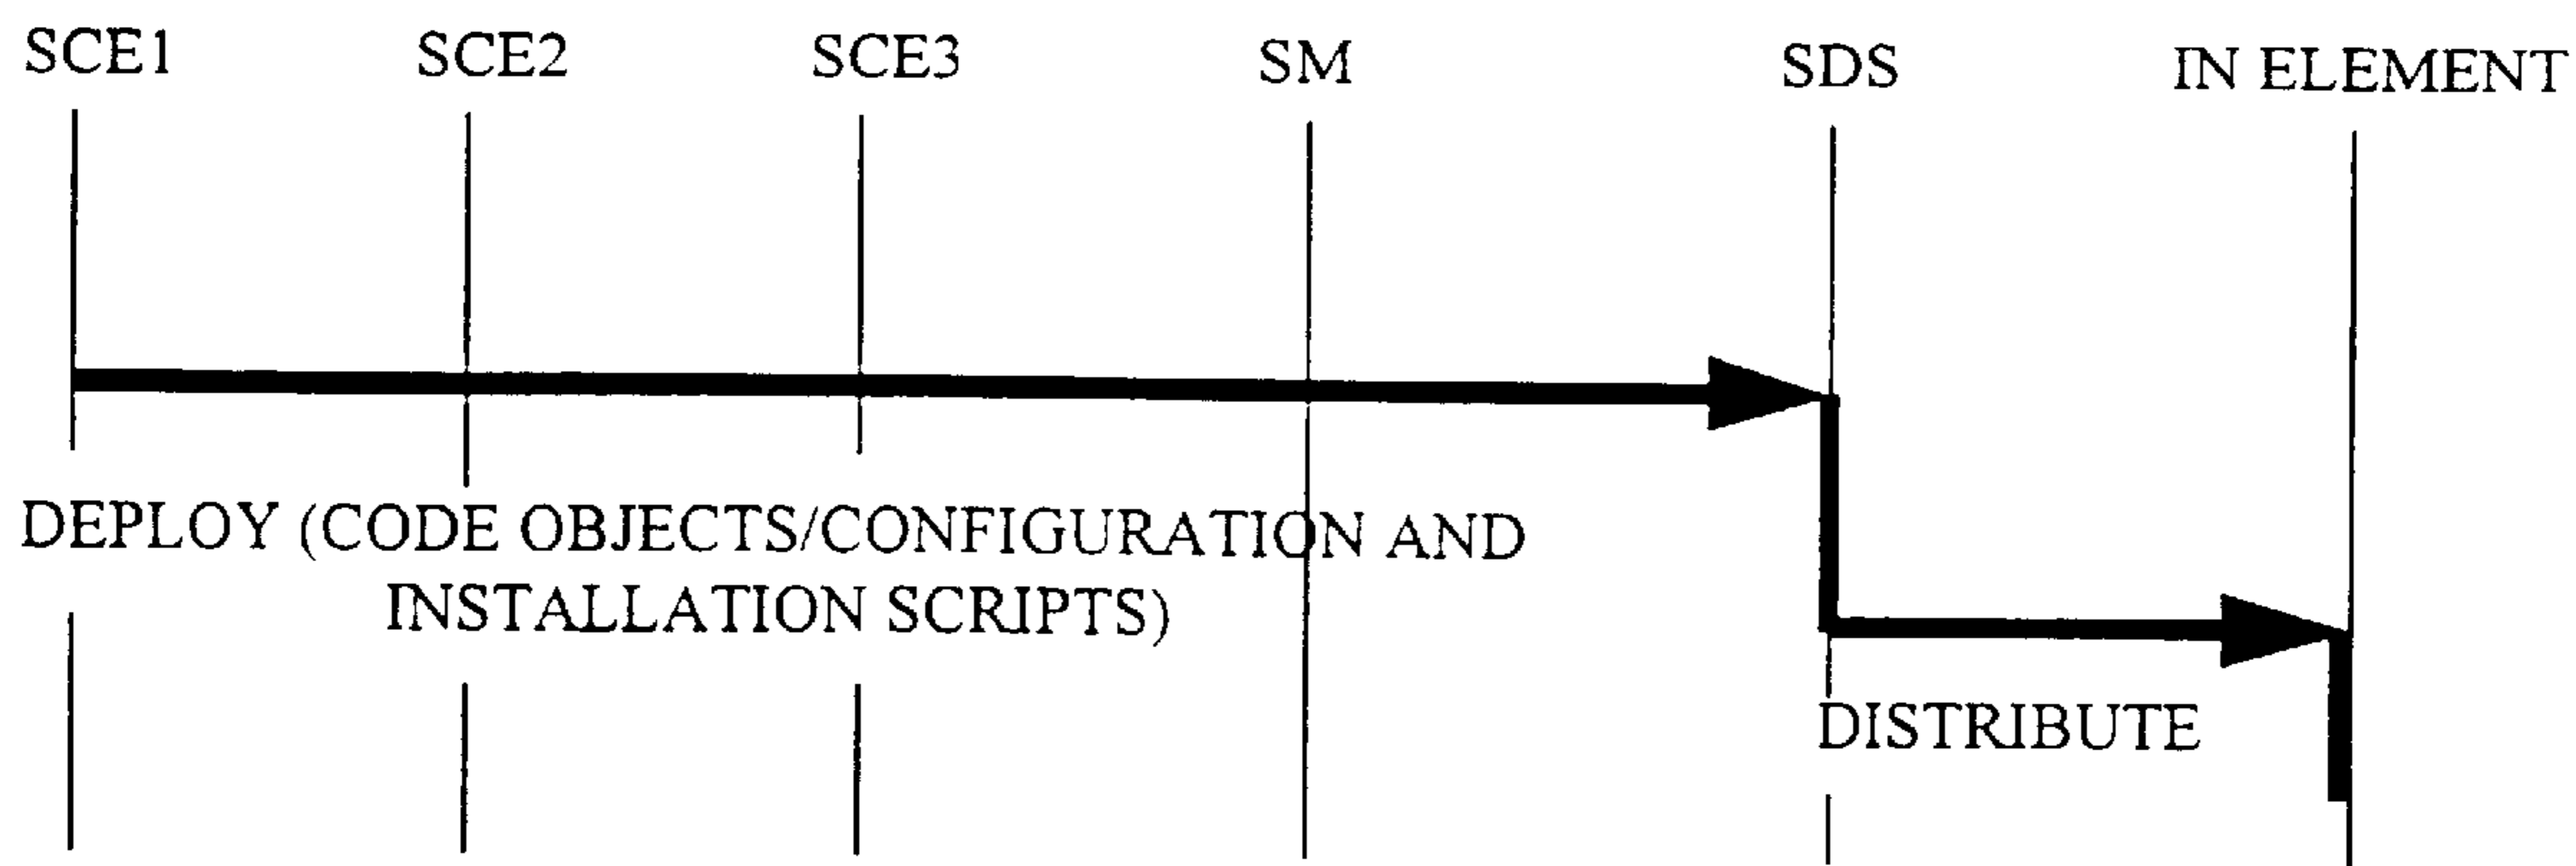 SCE1 SCE2 SCE3 SM SDS IN ELEMENT
DEPLOY (CODE OBJECTS/CONFIGURATION AND
INSTALLATION SCRIPTS)
DISTRIBUTE